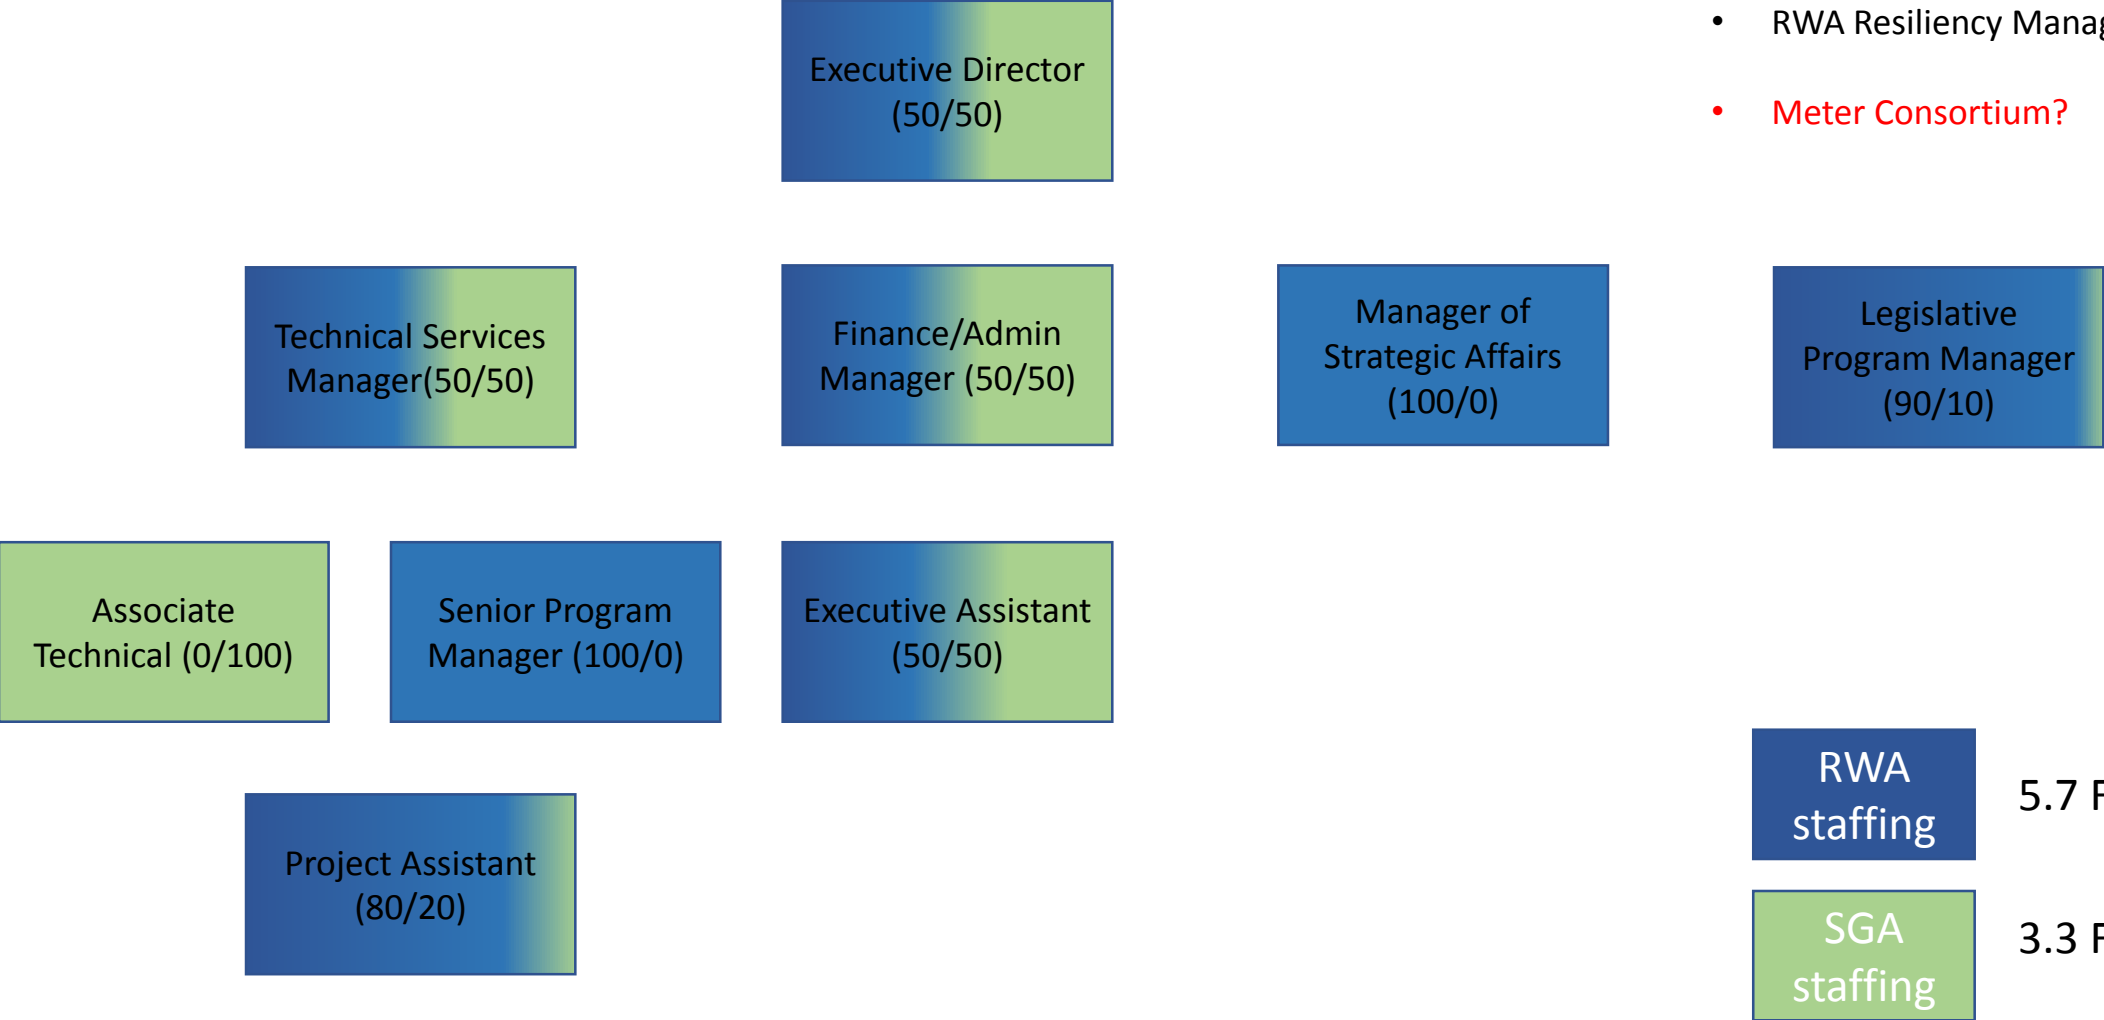 • RWA Resiliency
• Meter Consortium?
Executive Director
(50/50)
Technical Services
Manager(50/50)
Finance/Admin
Manager (50/50)
Manager of
Strategic Affairs
(100/0)
Legislative
Program Manager
(90/10)
Associate
Technical (0/100)
Senior Program
Manager (100/0)
Executive Assistant
(50/50)
Project Assistant
(80/20)
RWA
staffing
5.7
SGA
staffing
3.3